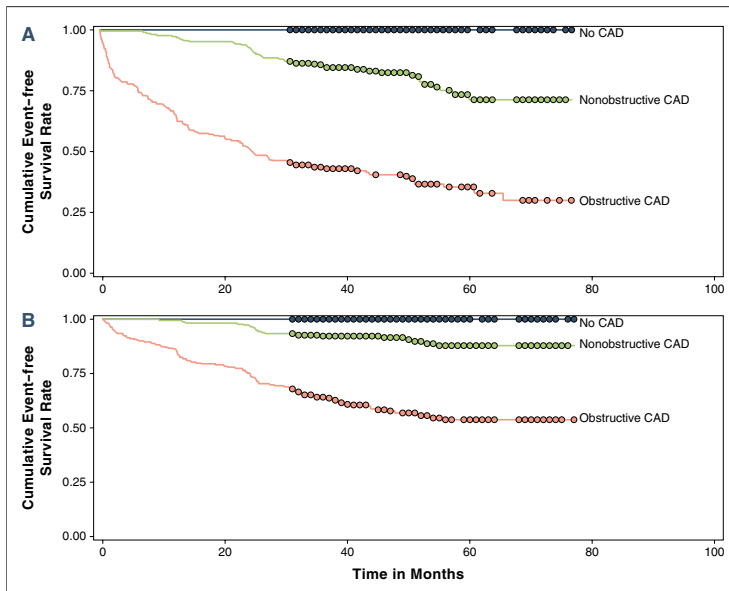 A
1.00
0.75
0.50
0.25
0.00
Cumulative Event-free
Survival Rate
No CAD
Nonobstructive CAD
Obstructive CAD
0 20 40 60 80 100
B
1.00
0.75
0.50
0.25
0.00
Cumulative Event-free
Survival Rate
No CAD
Nonobstructive CAD
Obstructive CAD
0 20 40 60 80 100
Time in Months